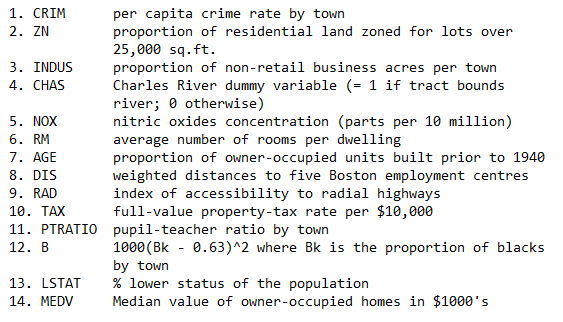 1. CRIM per capita crime rate by town
2. ZN proportion of residential land zoned for lots over
25,000 sq.ft.
3. INDUS proportion of non-retail business acres per town
4. CHAS Charles River dummy variable (= 1 if tract bounds
river; 0 otherwise)
5. NOX nitric oxides concentration (parts per 10 million)
6. RM average number of rooms per dwelling
7. AGE proportion of owner-occupied units built prior to 1940
8. DIS weighted distances to five Boston employment centres
9. RAD index of accessibility to radial highways
10. TAX full-value property-tax rate per $10,000
11. PTRATIO pupil-teacher ratio by town
12. B 1000(Bk - 0.63)^2 where Bk is the proportion of blacks
by town
13. LSTAT % lower status of the population
14. MEDV Median value of owner-occupied homes in $1000's